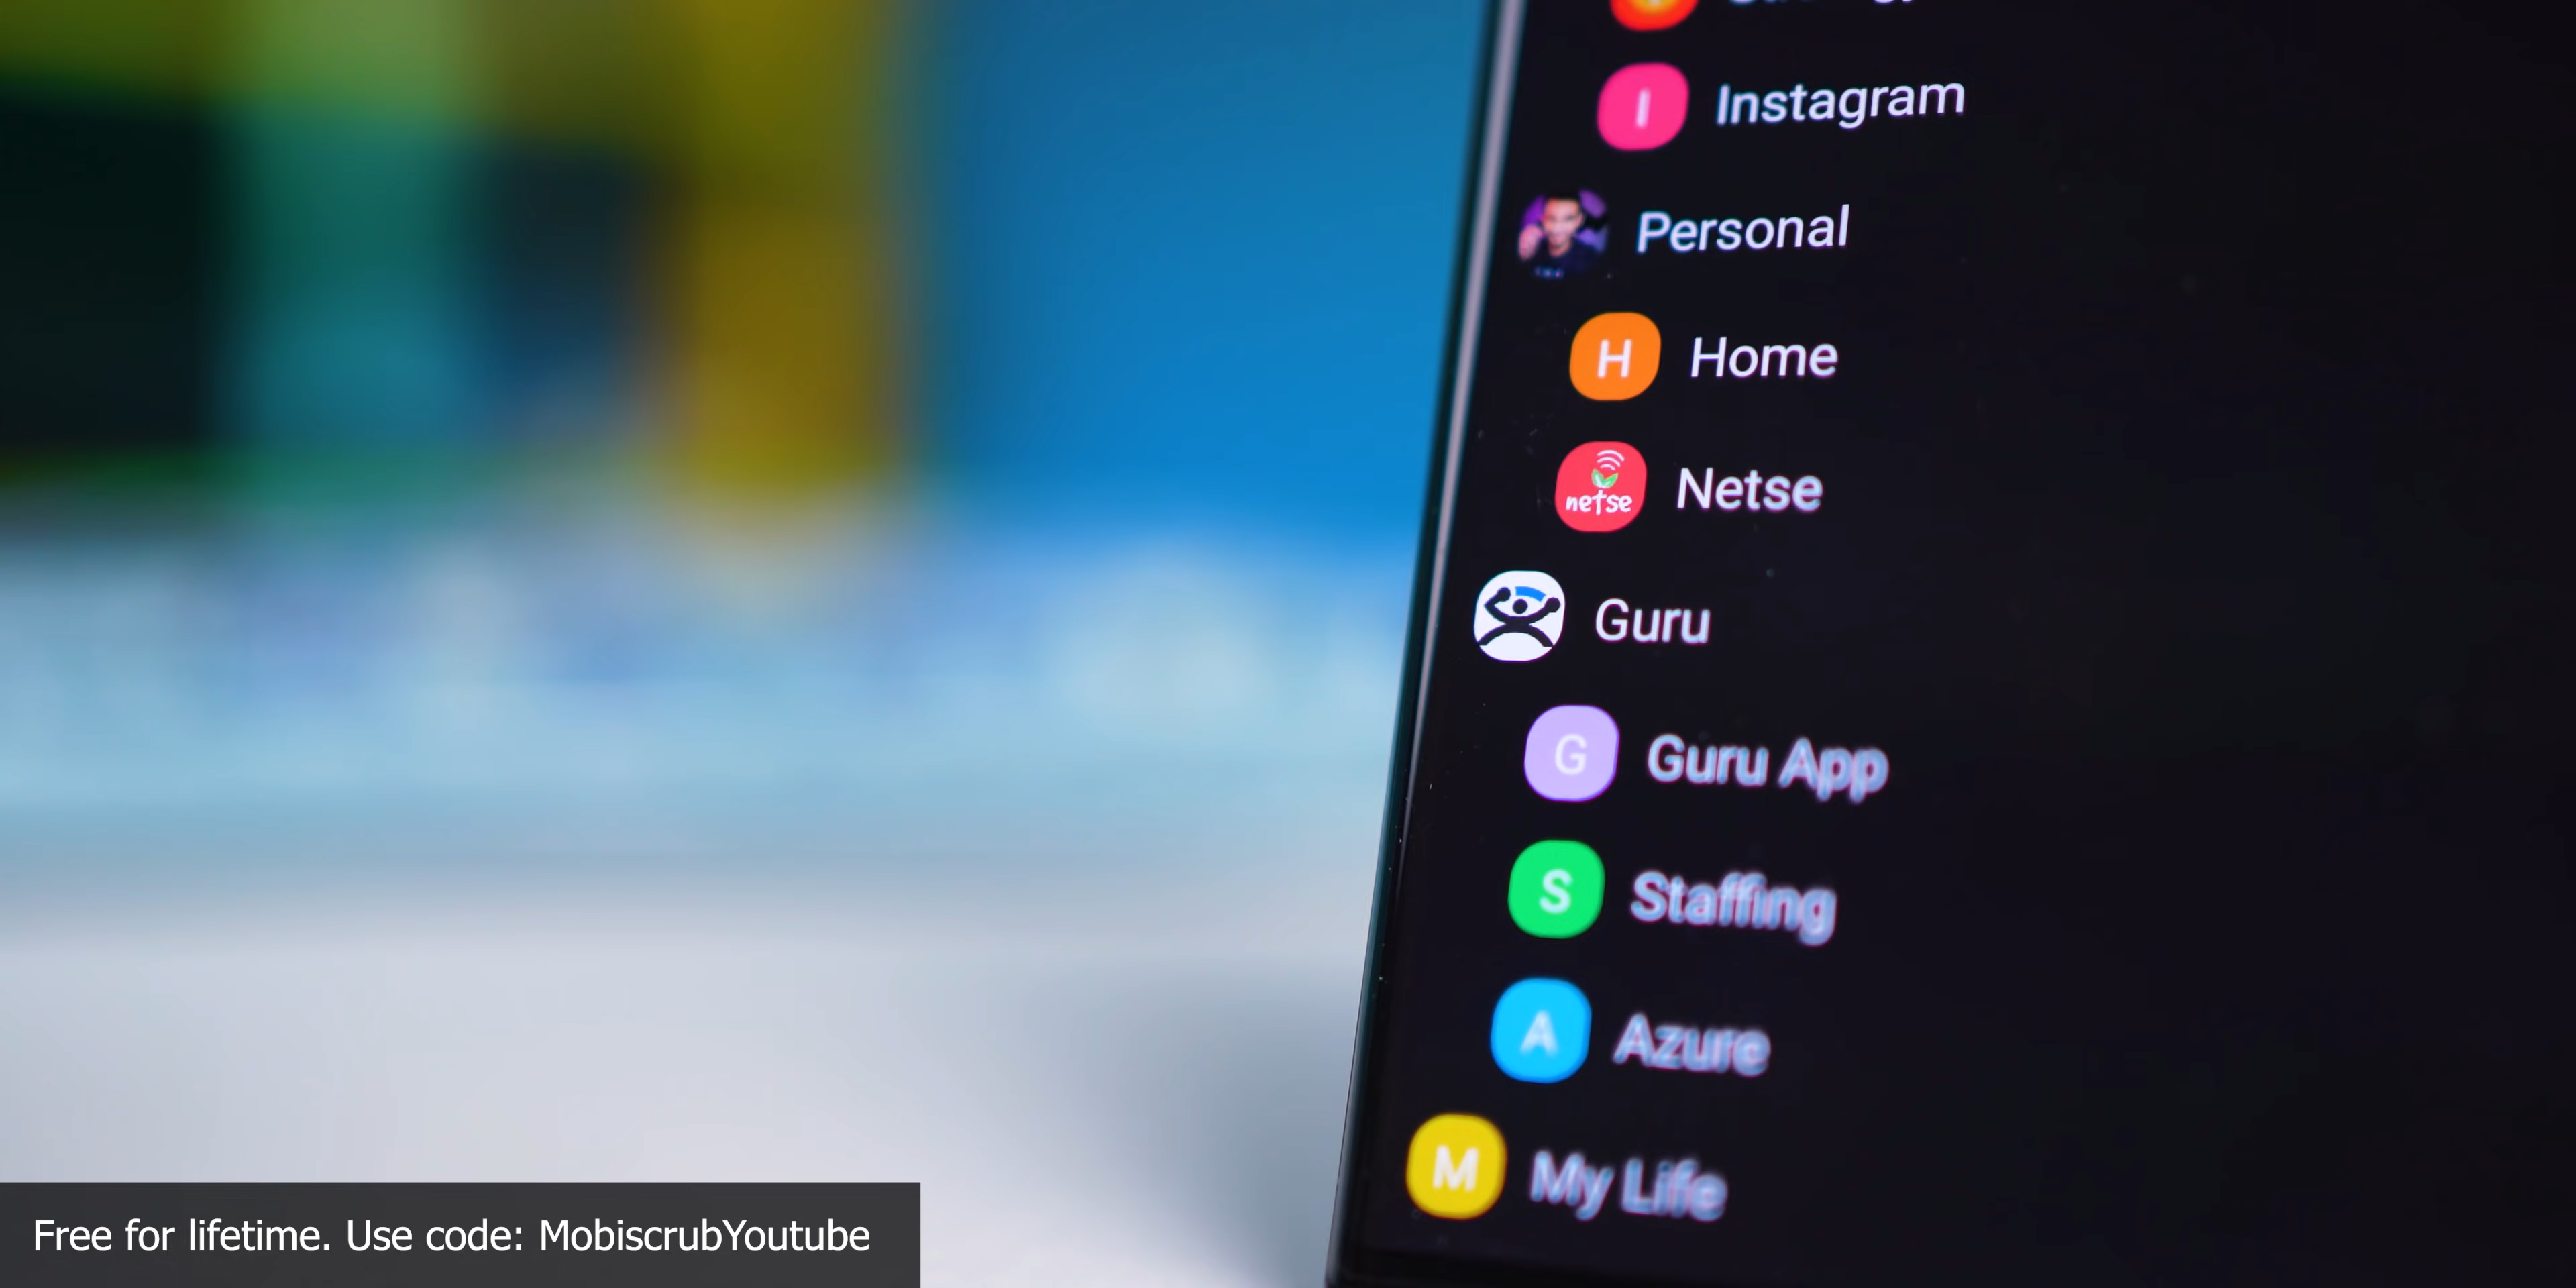 I Instagram
Personal
H Home
netse Netse
Guru
G Guru App
S Staffing
A Azure
M My Life
Free for lifetime. Use code: MobiscrubYoutube